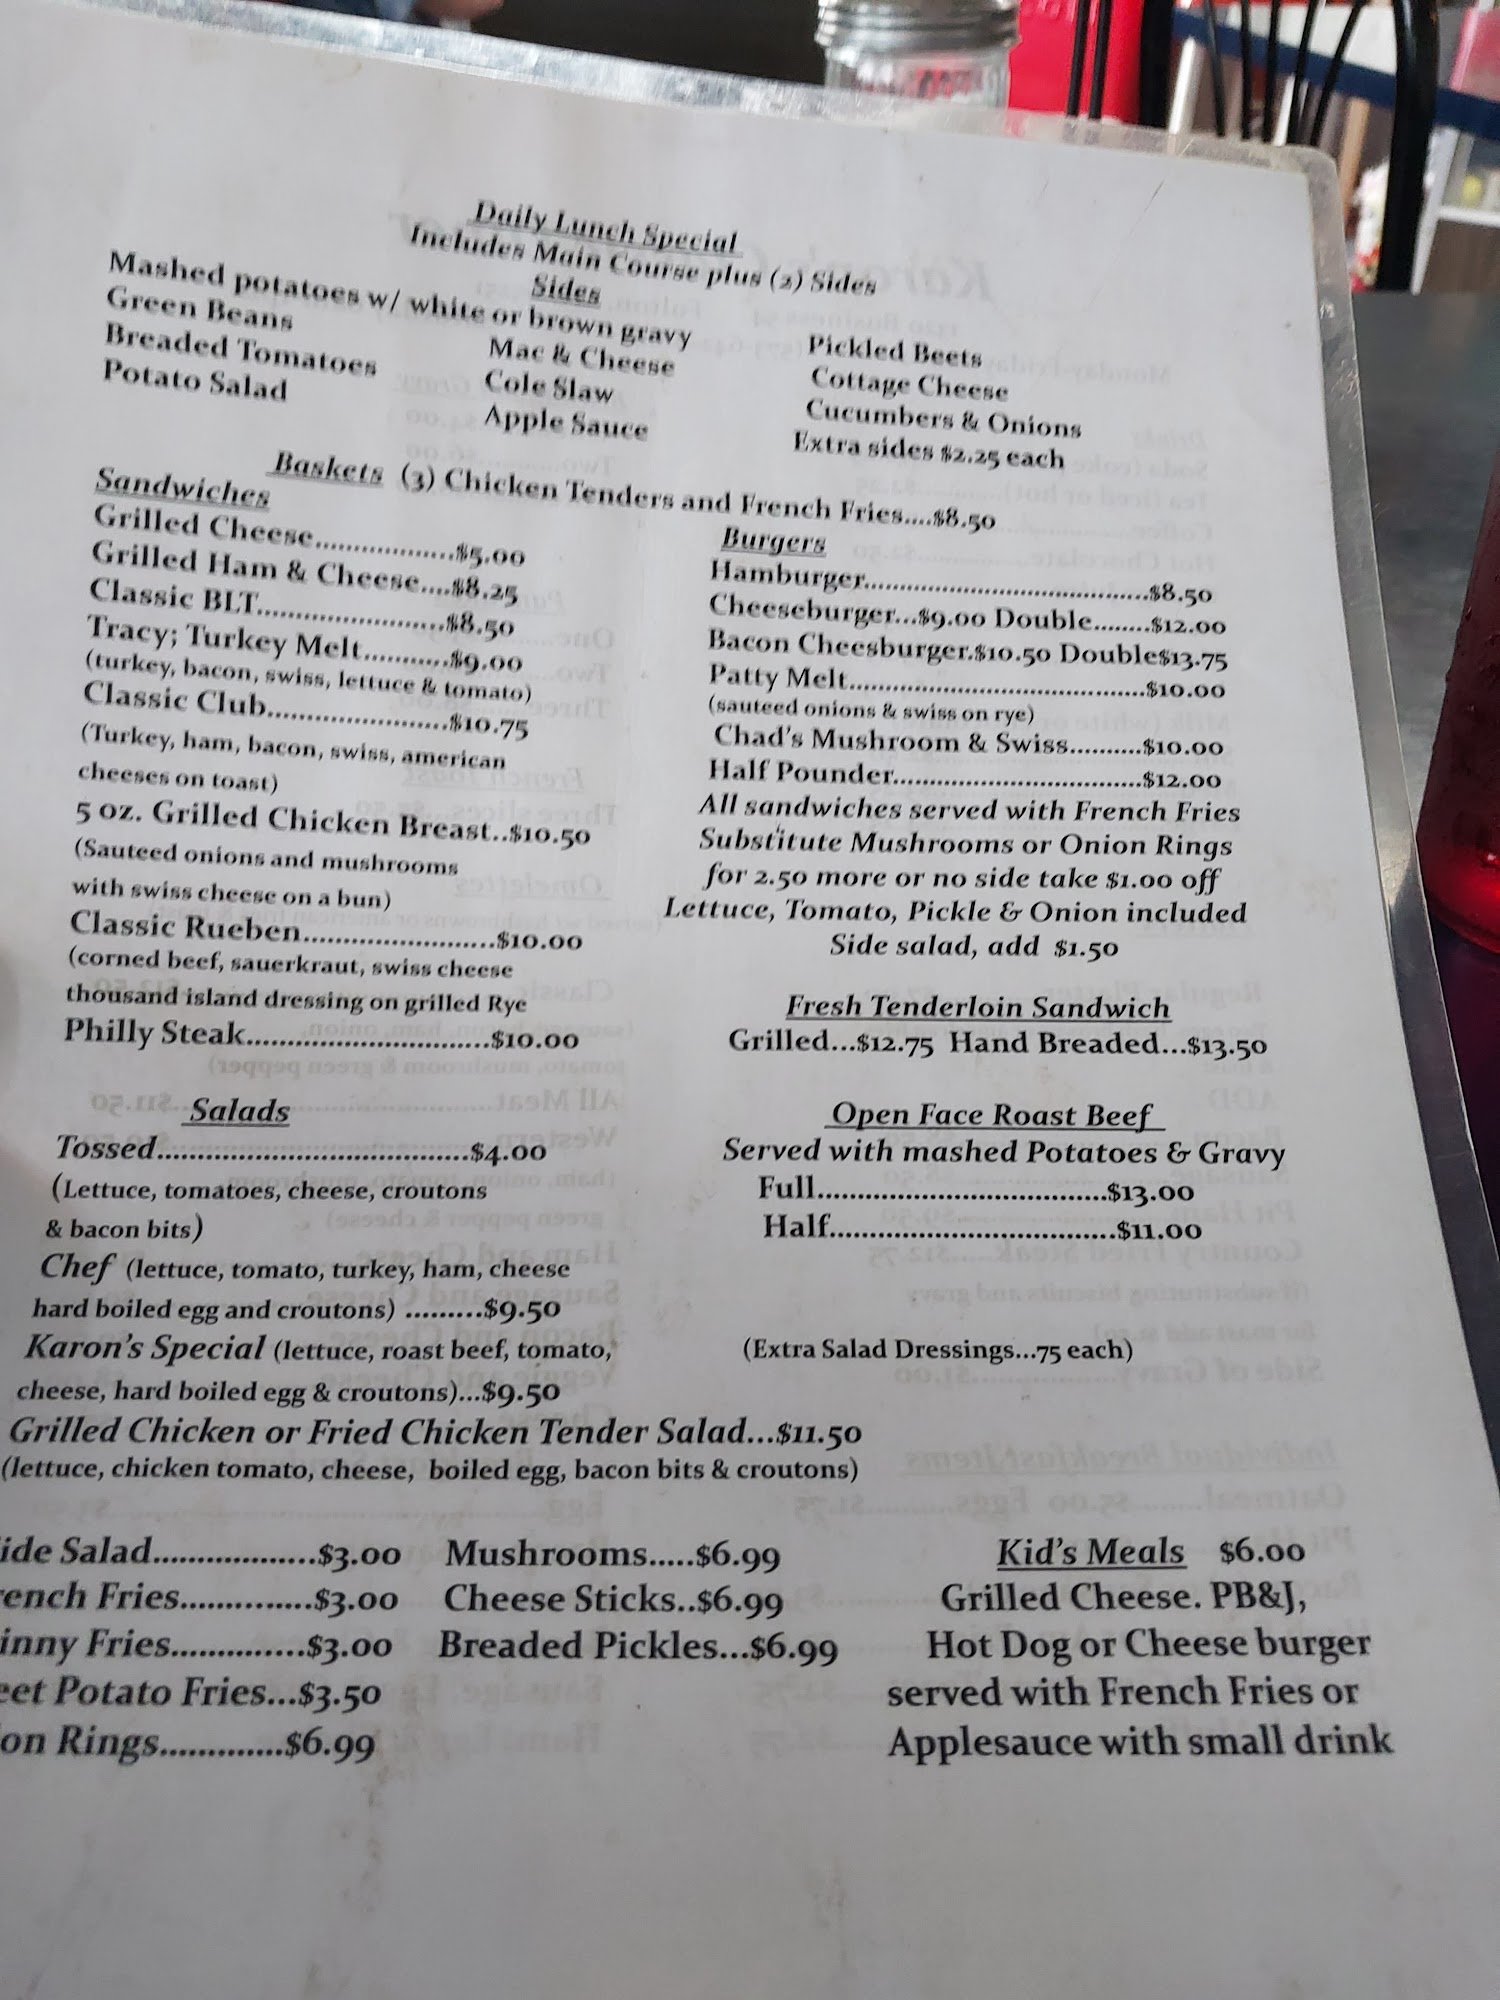 Daily Lunch Special
Includes Main Course plus (2) Sides
Sides
Mashed potatoes w/ white or brown gravy
Green Beans
Breaded Tomatoes
Potato Salad
Mac & Cheese
Cole Slaw
Apple Sauce
Pickled Beets
Cottage Cheese
Cucumbers & Onions
Extra sides $2.25 each
Baskets (3) Chicken Tenders and French Fries....$8.50
Sandwiches
Grilled Cheese..................$5.00
Grilled Ham & Cheese....$8.25
Classic BLT........................$8.50
Tracy; Turkey Melt...........$9.00
(turkey, bacon, swiss, lettuce & tomato)
Classic Club.......................$10.75
(Turkey, ham, bacon, swiss, american
cheeses on toast)
5 oz. Grilled Chicken Breast..$10.50
(Sauteed onions and mushrooms
with swiss cheese on a bun)
Classic Rueben........................$10.00
(corned beef, sauerkraut, swiss cheese
thousand island dressing on grilled Rye
Philly Steak..............................$10.00
Burgers
Hamburger.....................................$8.50
Cheeseburger...$9.00 Double........$12.00
Bacon Cheesburger.$10.50 Double$13.75
Patty Melt.......................................$10.00
(sauteed onions & swiss on rye)
Chad's Mushroom & Swiss..........$10.00
Half Pounder..................................$12.00
All sandwiches served with French Fries
Substitute Mushrooms or Onion Rings
for 2.50 more or no side take $1.00 off
Lettuce, Tomato, Pickle & Onion included
Side salad, add $1.50
Fresh Tenderloin Sandwich
Grilled...$12.75 Hand Breaded...$13.50
Open Face Roast Beef
Served with mashed Potatoes & Gravy
Full....................................$13.00
Half....................................$11.00
Salads
Tossed.......................................$4.00
(Lettuce, tomatoes, cheese, croutons
& bacon bits)
Chef (lettuce, tomato, turkey, ham, cheese
hard boiled egg and croutons) .........$9.50
Karon's Special (lettuce, roast beef, tomato,
cheese, hard boiled egg & croutons)...$9.50
(Extra Salad Dressings...75 each)
Grilled Chicken or Fried Chicken Tender Salad...$11.50
(lettuce, chicken tomato, cheese, boiled egg, bacon bits & croutons)
ide Salad..................$3.00
rench Fries..............$3.00
inny Fries..............$3.00
eet Potato Fries...$3.50
on Rings.............$6.99
Mushrooms.....$6.99
Cheese Sticks..$6.99
Breaded Pickles...$6.99
Kid's Meals $6.00
Grilled Cheese. PB&J,
Hot Dog or Cheese burger
served with French Fries or
Applesauce with small drink